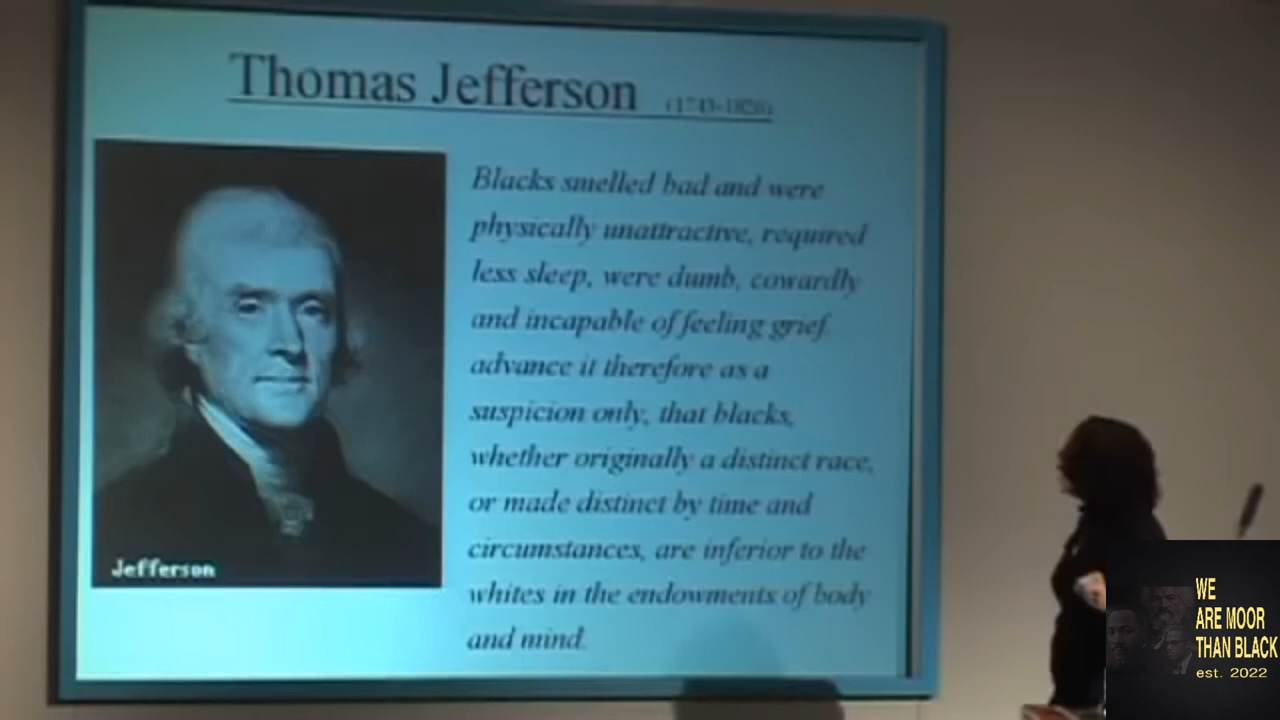 Thomas Jefferson (1743-1826)
Blacks smelled bad and were
physically unattractive, required
less sleep, were dumb, cowardly
and incapable of feeling grief.
advance it therefore as a
suspicion only, that blacks,
whether originally a distinct race,
or made distinct by time and
circumstances, are inferior to the
whites in the endowments of body
and mind.
Jefferson
WE
ARE MOOR
THAN BLACK
est. 2022